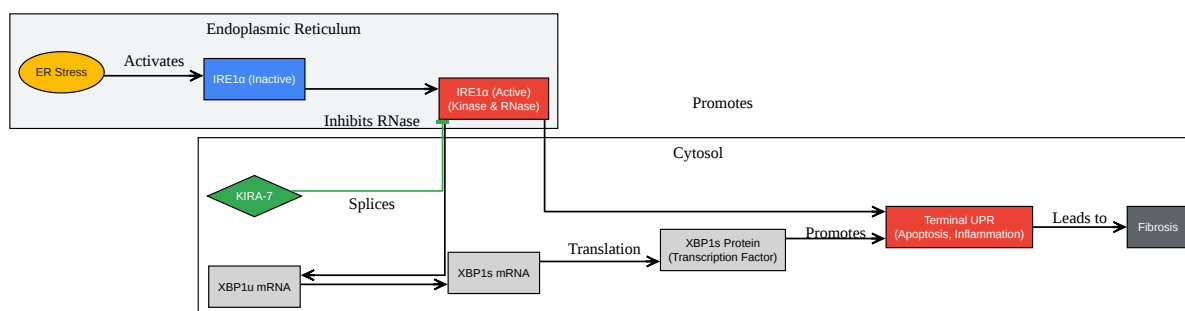 Endoplasmic Reticulum
ER Stress
Activates
IRE1α (Inactive)
IRE1α (Active)
(Kinase & RNase)
Promotes
Inhibits RNase
Cytosol
KIRA-7
Splices
Terminal UPR
(Apoptosis, Inflammation)
Leads to
Fibrosis
XBP1s Protein
(Transcription Factor)
Promotes
Translation
XBP1s mRNA
XBP1u mRNA